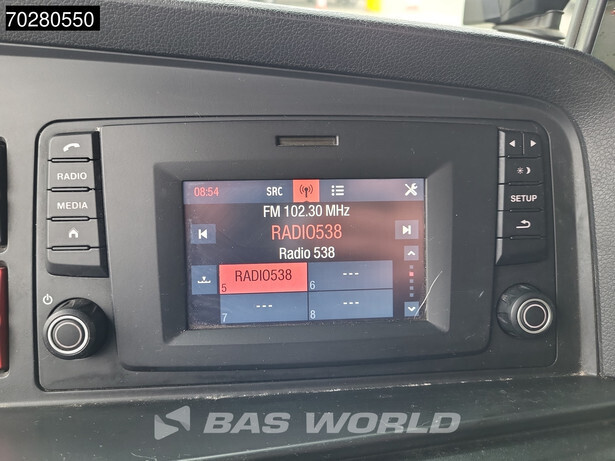 70280550
RADIO
MEDIA
SETUP
08:54 SRC
FM 102.30 MHz
RADIO538
Radio 538
RADIO538 ---
5 6
--- ---
7 8
BAS WORLD